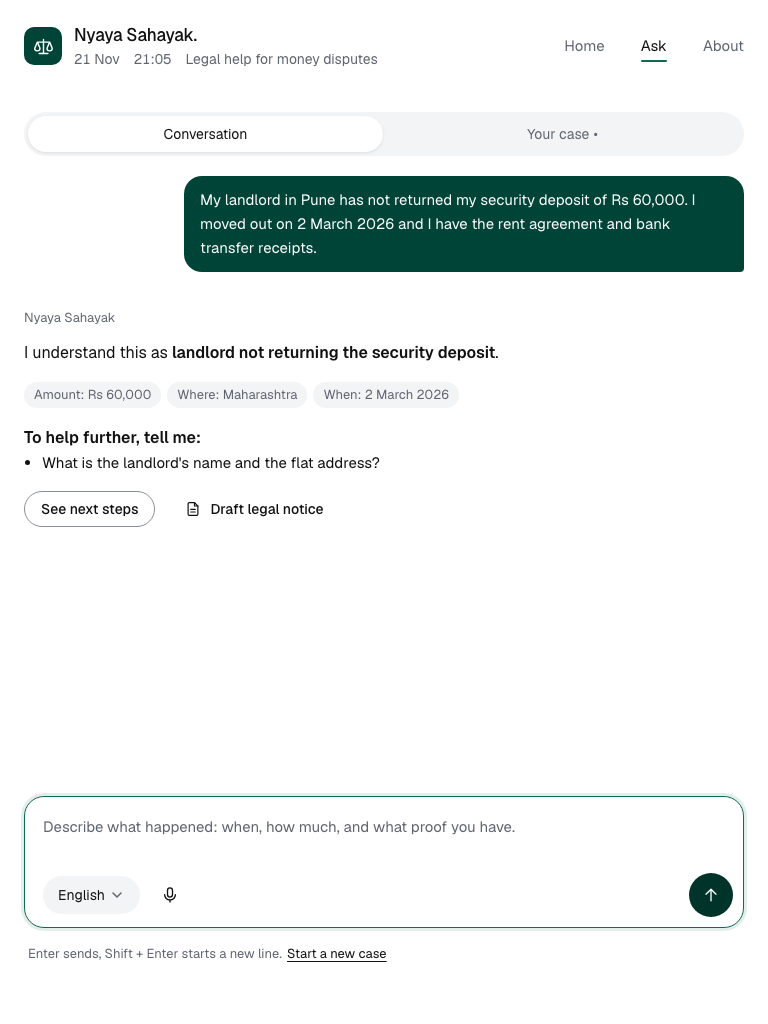 Nyaya Sahayak.
21 Nov 21:05 Legal help for money disputes
Home Ask About
Conversation Your case •
My landlord in Pune has not returned my security deposit of Rs 60,000. I
moved out on 2 March 2026 and I have the rent agreement and bank
transfer receipts.
Nyaya Sahayak
I understand this as landlord not returning the security deposit.
Amount: Rs 60,000 Where: Maharashtra When: 2 March 2026
To help further, tell me:
• What is the landlord's name and the flat address?
See next steps Draft legal notice
Describe what happened: when, how much, and what proof you have.
English
Enter sends, Shift + Enter starts a new line. Start a new case